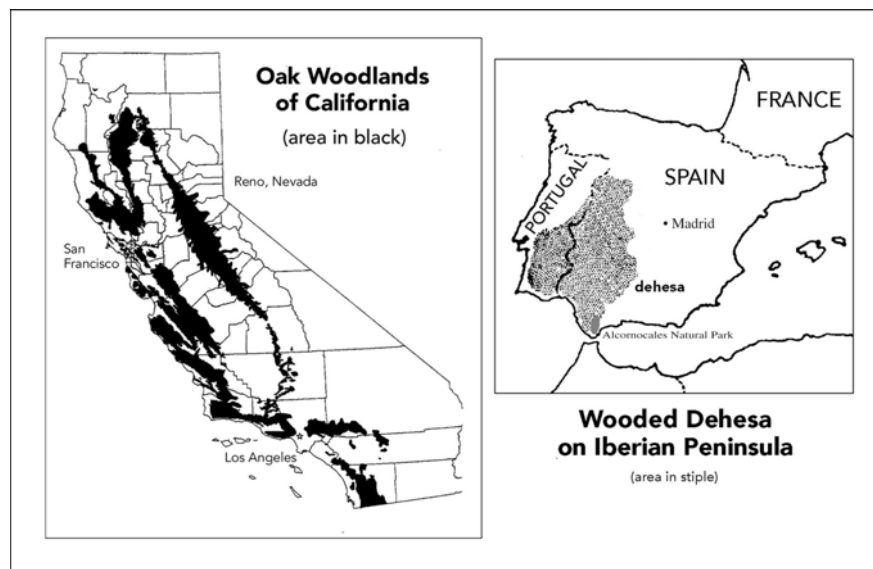 Oak Woodlands
of California
(area in black)
Reno, Nevada
San
Francisco
Los Angeles
FRANCE
PORTUGAL
SPAIN
• Madrid
dehesa
Alcornocales Natural Park
Wooded Dehesa
on Iberian Peninsula
(area in stiple)